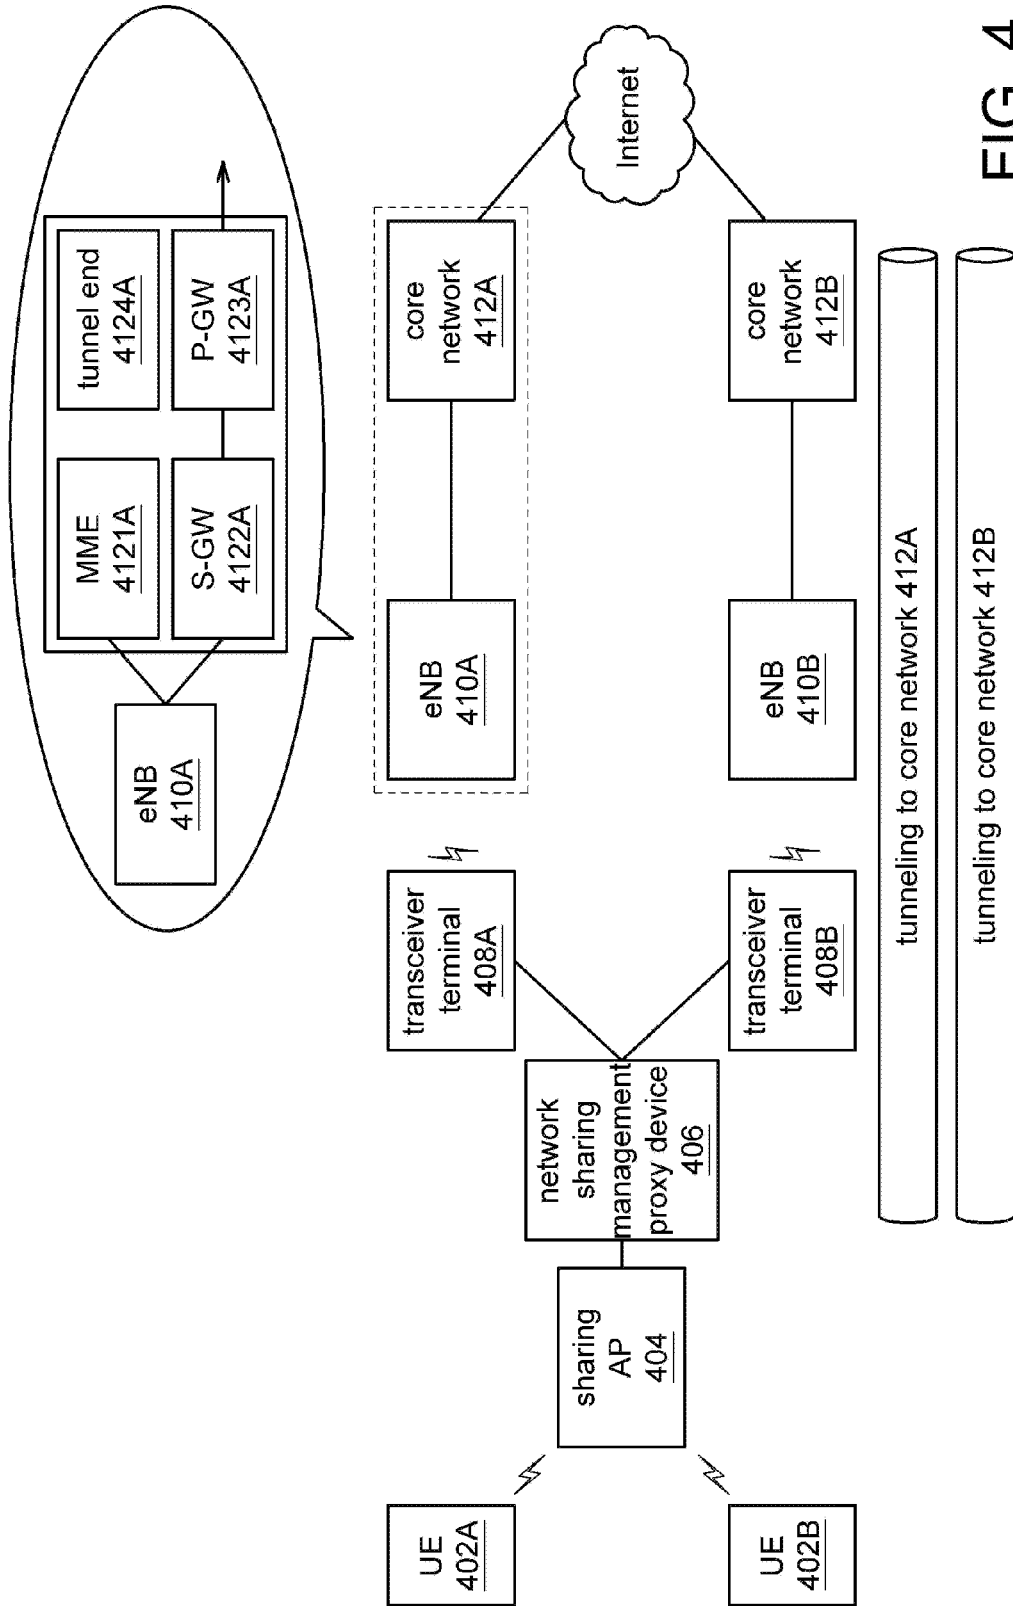 eNB
410A
MME
4121A
tunnel end
4124A
S-GW
4122A
P-GW
4123A
UE
402A
transceiver
terminal
408A
eNB
410A
core
network
412A
sharing
AP
404
network
sharing
management
proxy device
406
Internet
UE
402B
transceiver
terminal
408B
eNB
410B
core
network
412B
tunneling to core network 412A
tunneling to core network 412B
FIG. 4